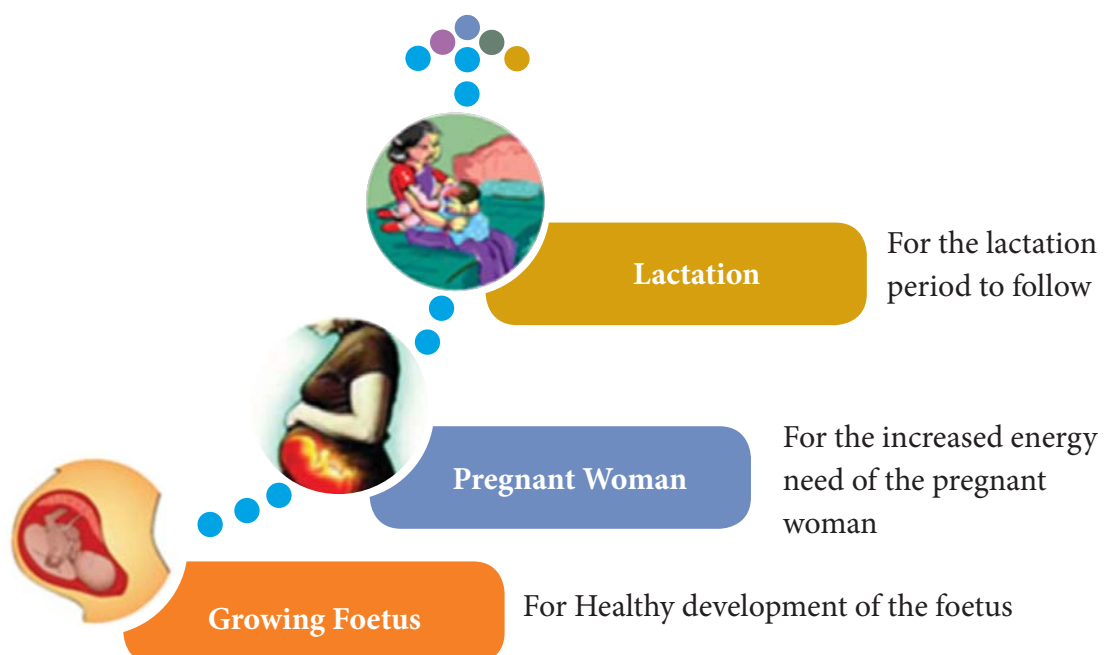 Lactation
For the lactation
period to follow
Pregnant Woman
For the increased energy
need of the pregnant
woman
Growing Foetus
For Healthy development of the foetus